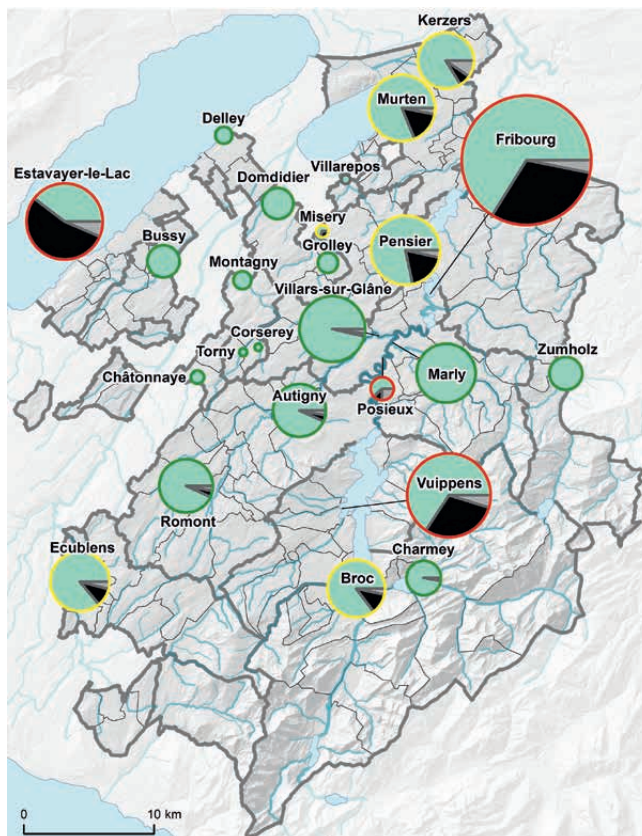 Kerzers
Murten
Delley
Fribourg
Estavayer-le-Lac
Villarepos
Domdidier
Misery
Bussy
Pensier
Grolley
Montagny
Villars-sur-Glâne
Corserey
Torny
Zumholz
Marly
Châtonnaye
Autigny
Posieux
Vuippens
Romont
Ecublens
Charmey
Broc
0 10 km